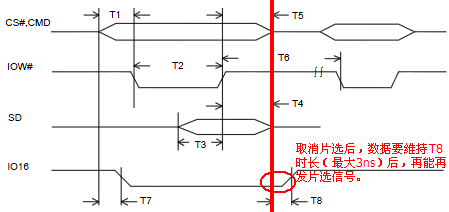 T1
T5
CS#,CMD
T6
IOW#
T2
T4
SD
T3
取消片选后，数据要维持T8
时长（最大3ns）后，再能再
发片选信号。
IO16
T7
T8